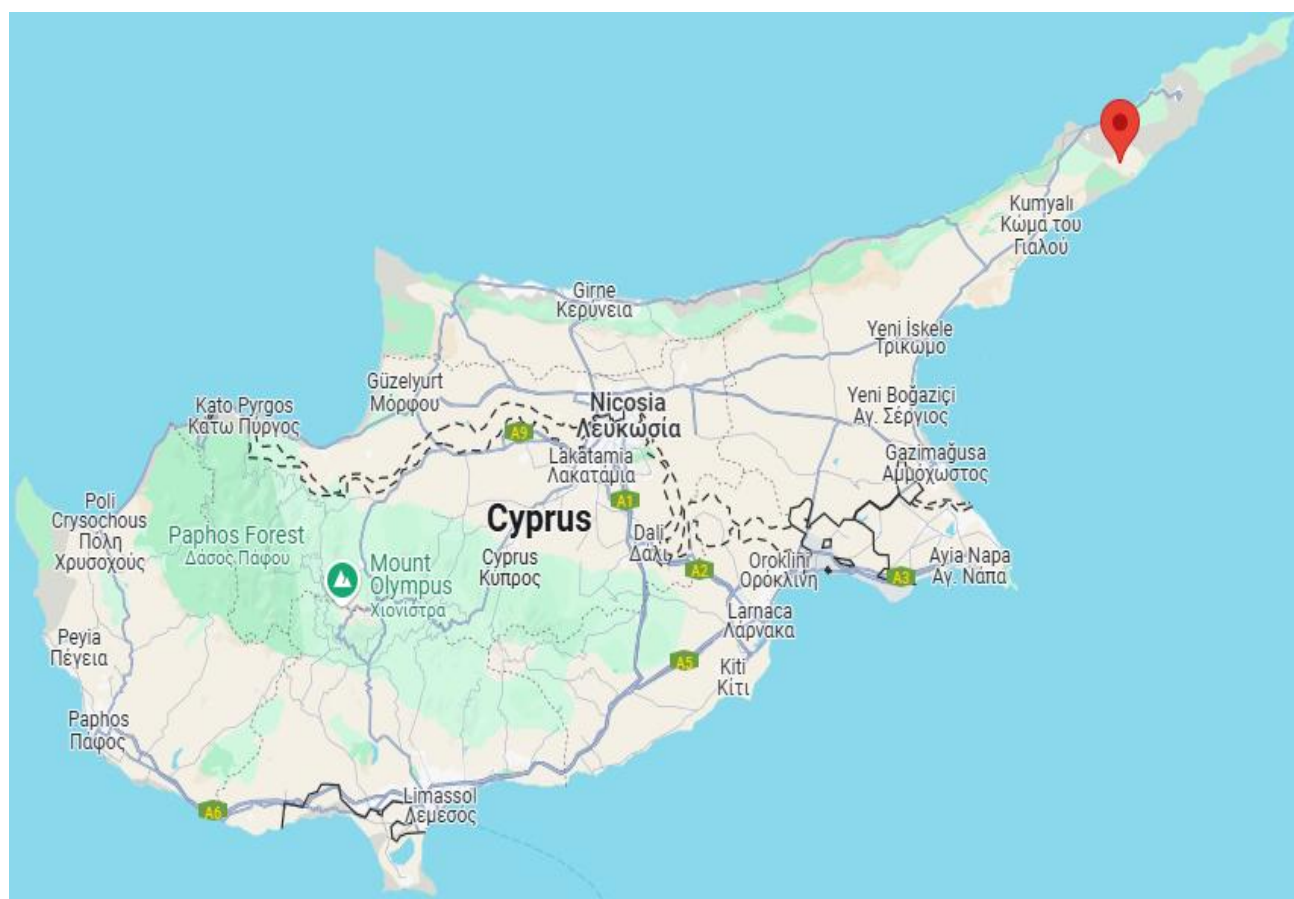 Kumyalı
Κώμα του
Γιαλού
Girne
Κερύνεια
Yeni İskele
Τρίκωμο
Güzelyurt
Μόρφου
Yeni Boğaziçi
Αγ. Σέργιος
Kato Pyrgos
Κάτω Πύργος
Nicosia
Λευκωσία
A9
Lakatamia
Λακατάμια
Gazimağusa
Αμμόχωστος
A1
Poli
Crysochous
Πόλη
Χρυσοχούς
Cyprus
Paphos Forest
Δάσος Πάφου
Dali
Δάλι
Cyprus
Κύπρος
Mount
Olympus
Χιονίστρα
A2
Oroklini
Ορόκλινη
A3
Ayia Napa
Αγ. Νάπα
Larnaca
Λάρνακα
Peyia
Πέγεια
A5
Kiti
Κίτι
Paphos
Πάφος
Limassol
Λεμεσός
A6